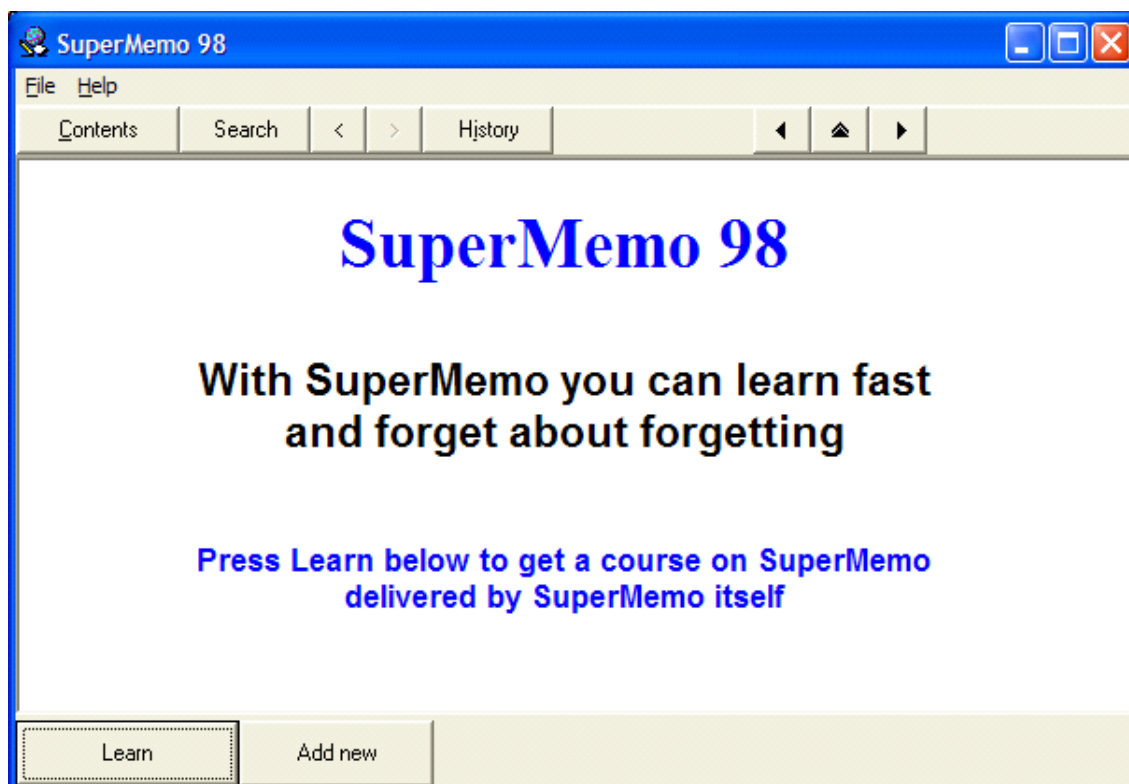 SuperMemo 98
File Help
Contents Search < > History
SuperMemo 98
With SuperMemo you can learn fast
and forget about forgetting
Press Learn below to get a course on SuperMemo
delivered by SuperMemo itself
Learn Add new